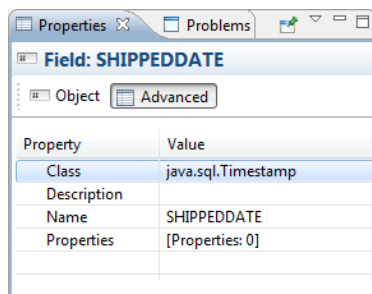 Properties Problems
Field: SHIPPEDDATE
Object Advanced
Property Value
Class java.sql.Timestamp
Description
Name SHIPPEDDATE
Properties [Properties: 0]